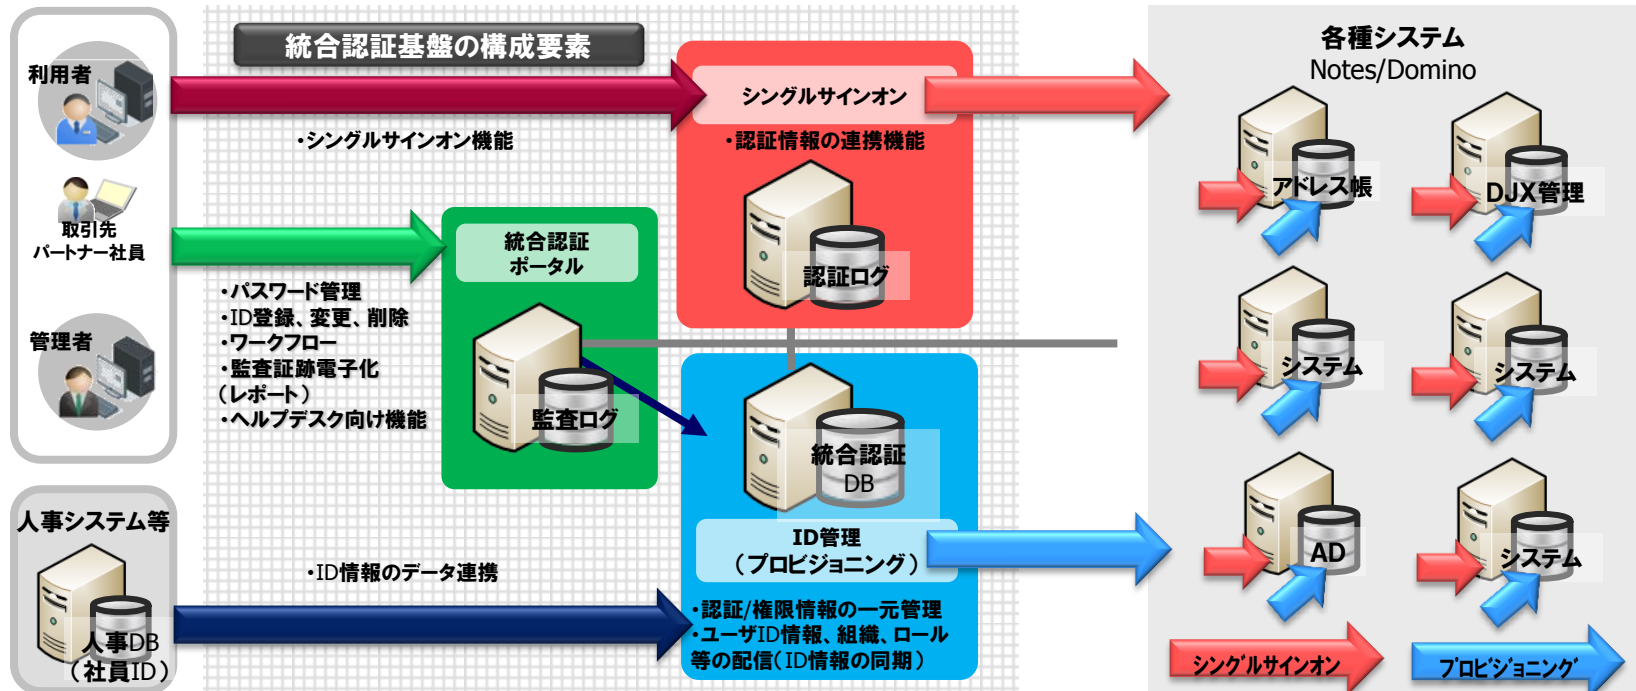 統合認証基盤の構成要素
利用者
取引先
パートナー社員
管理者
・シングルサインオン機能
シングルサインオン
・認証情報の連携機能
認証ログ
統合認証
ポータル
・パスワード管理
・ID登録、変更、削除
・ワークフロー
・監査証跡電子化
(レポート)
・ヘルプデスク向け機能
監査ログ
統合認証
DB
ID管理
(プロビジョニング)
・認証/権限情報の一元管理
・ユーザID情報、組織、ロール
等の配信(ID情報の同期)
人事システム等
人事DB
(社員ID)
・ID情報のデータ連携
各種システム
Notes/Domino
アドレス帳
DJX管理
システム
システム
AD
システム
シングルサインオン
プロビジョニング